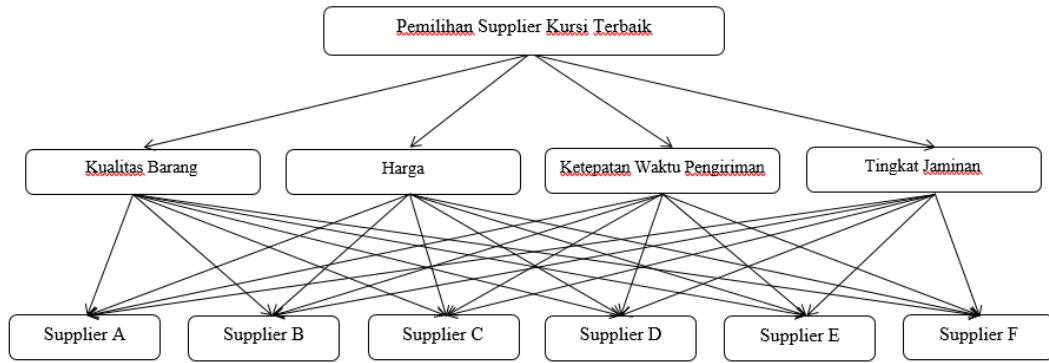 Pemilihan Supplier Kursi Terbaik
Kualitas Barang
Harga
Ketepatan Waktu Pengiriman
Tingkat Jaminan
Supplier A
Supplier B
Supplier C
Supplier D
Supplier E
Supplier F